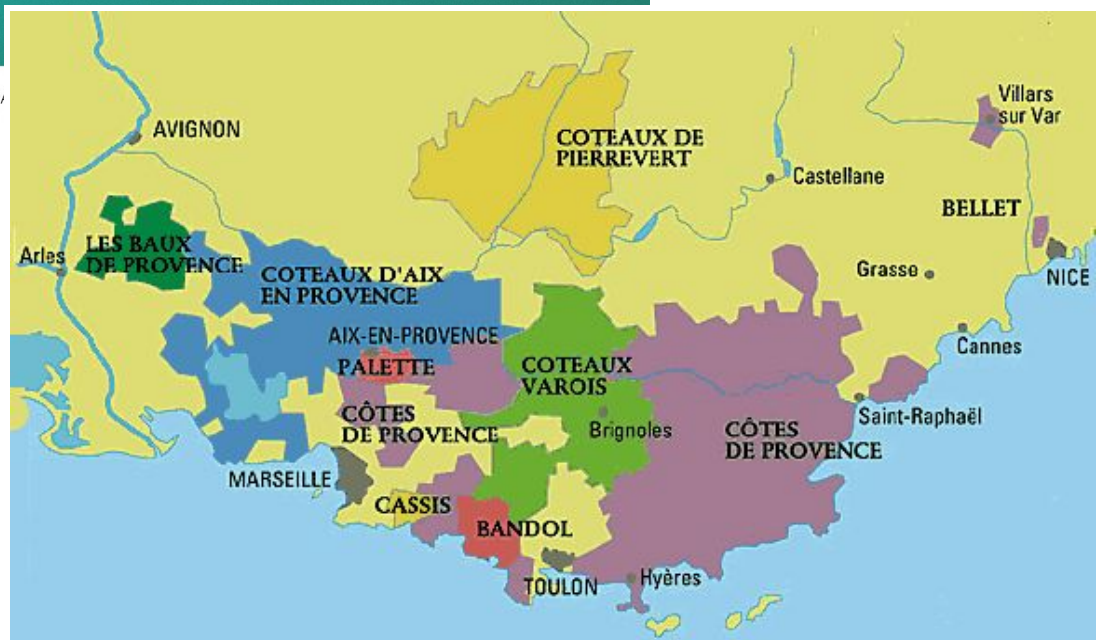 AVIGNON
Villars
sur Var
COTEAUX DE
PIERREVERT
Castellane
BELLET
LES BAUX
DE PROVENCE
Arles
COTEAUX D'AIX
EN PROVENCE
Grasse
NICE
AIX-EN-PROVENCE
PALETTE
COTEAUX
VAROIS
Cannes
CÔTES
DE PROVENCE
Brignoles
Saint-Raphaël
CÔTES
DE PROVENCE
MARSEILLE
CASSIS
BANDOL
TOULON
Hyères